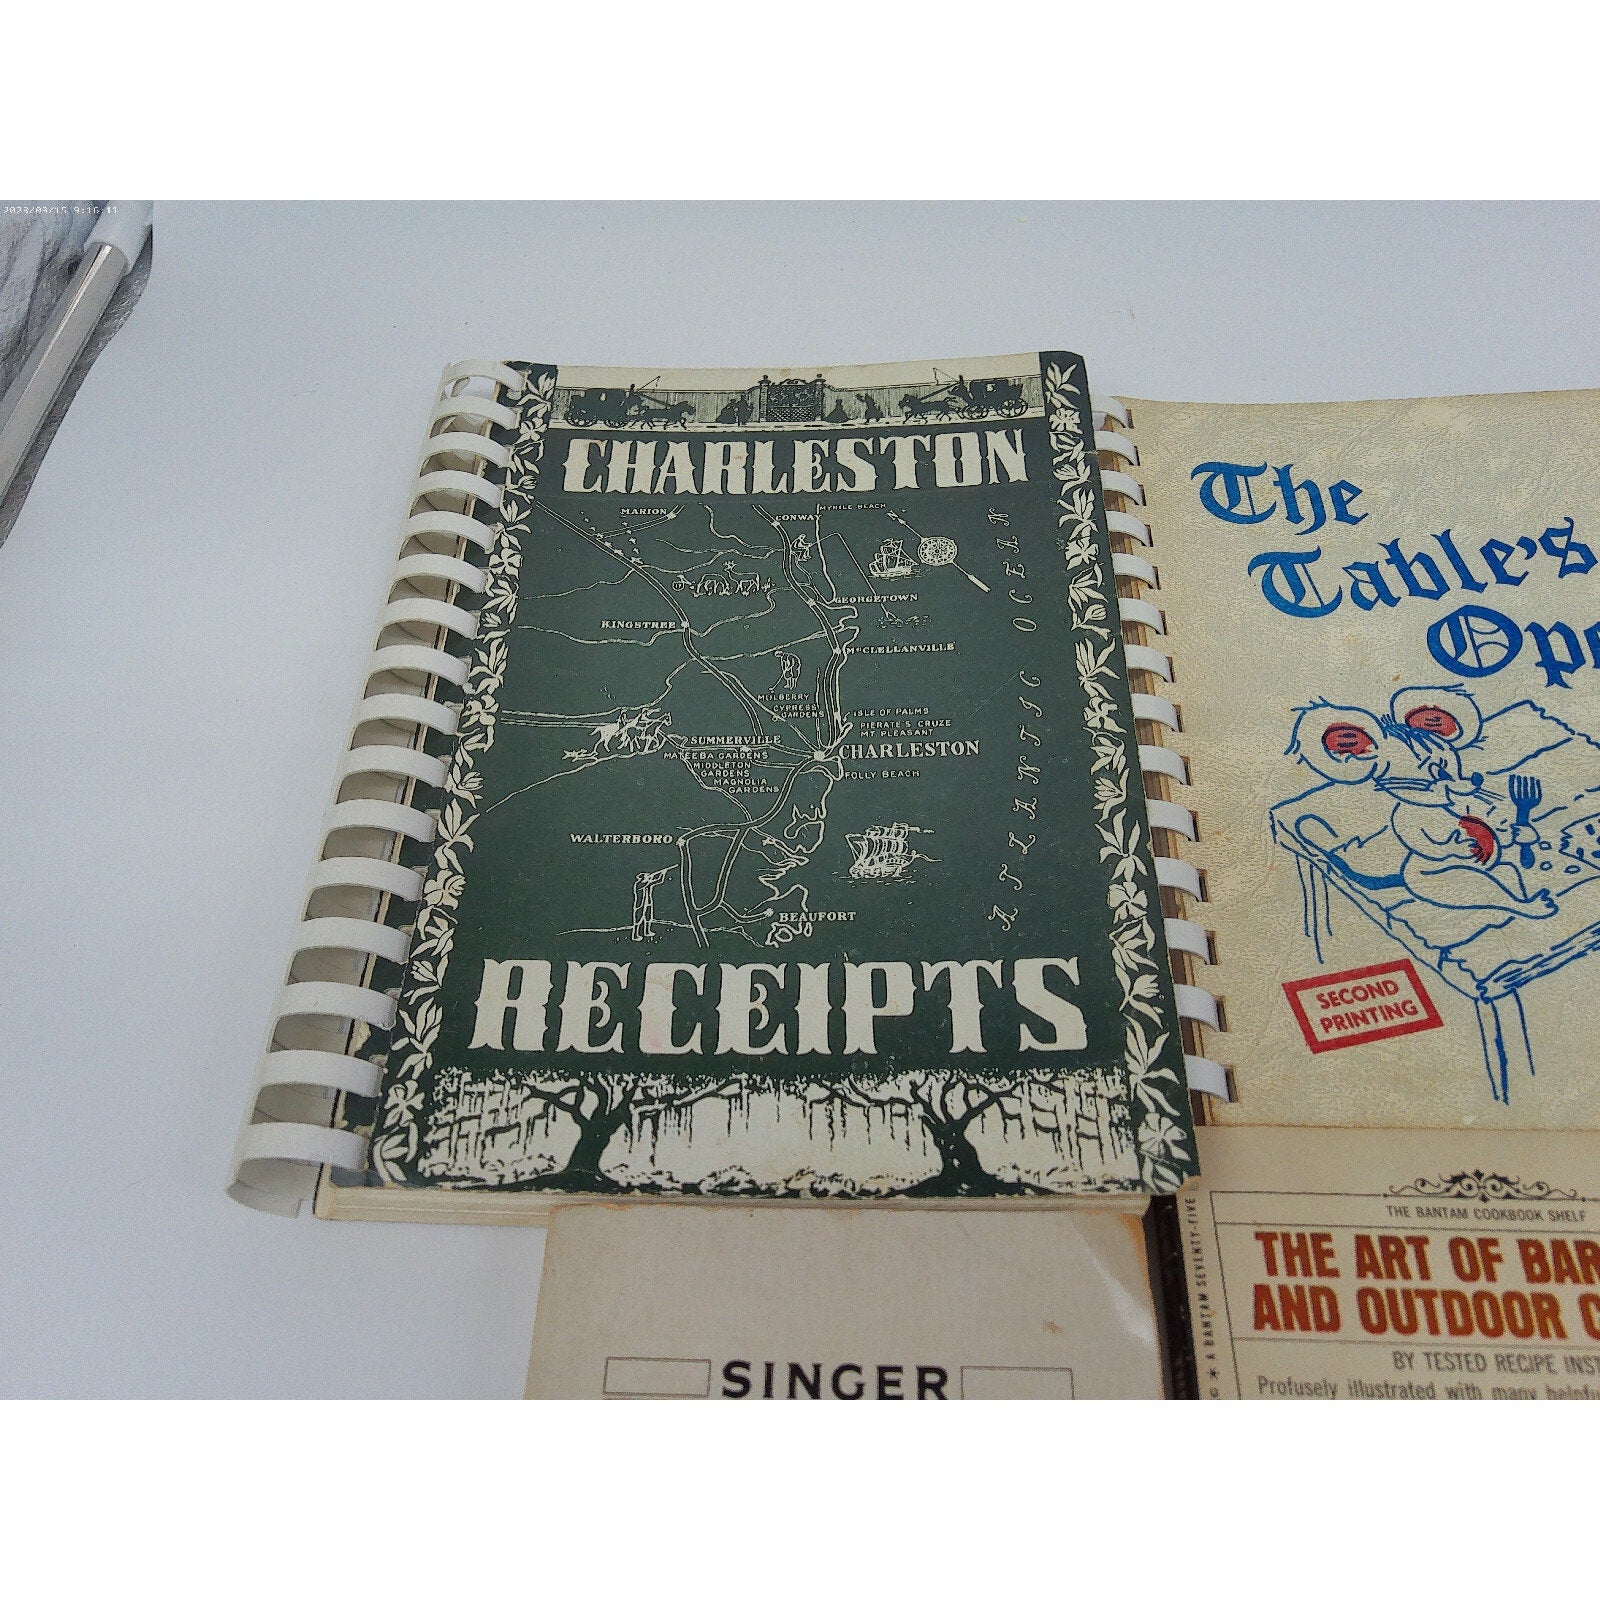 2023/03/15 9:16:11
CHARLESTON
MARION
CONWAY
MYRTLE BEACH
GEORGETOWN
KINGSTREE
McCLELLANVILLE
MULBERRY
CYPRESS
GARDENS
ISLE OF PALMS
PIERATE'S CRUZE
MT PLEASANT
SUMMERVILLE
CHARLESTON
MATEEBA GARDENS
MIDDLETON
GARDENS
MAGNOLIA
GARDENS
FOLLY BEACH
WALTERBORO
BEAUFORT
ATLANTIC OCEAN
RECEIPTS
The
Table's
Ope
SECOND
PRINTING
SINGER
A BANTAM SEVENTY-FIVE
THE BANTAM COOKBOOK SHELF
THE ART OF BAR
AND OUTDOOR C
BY TESTED RECIPE INST
Profusely illustrated with many helpfu